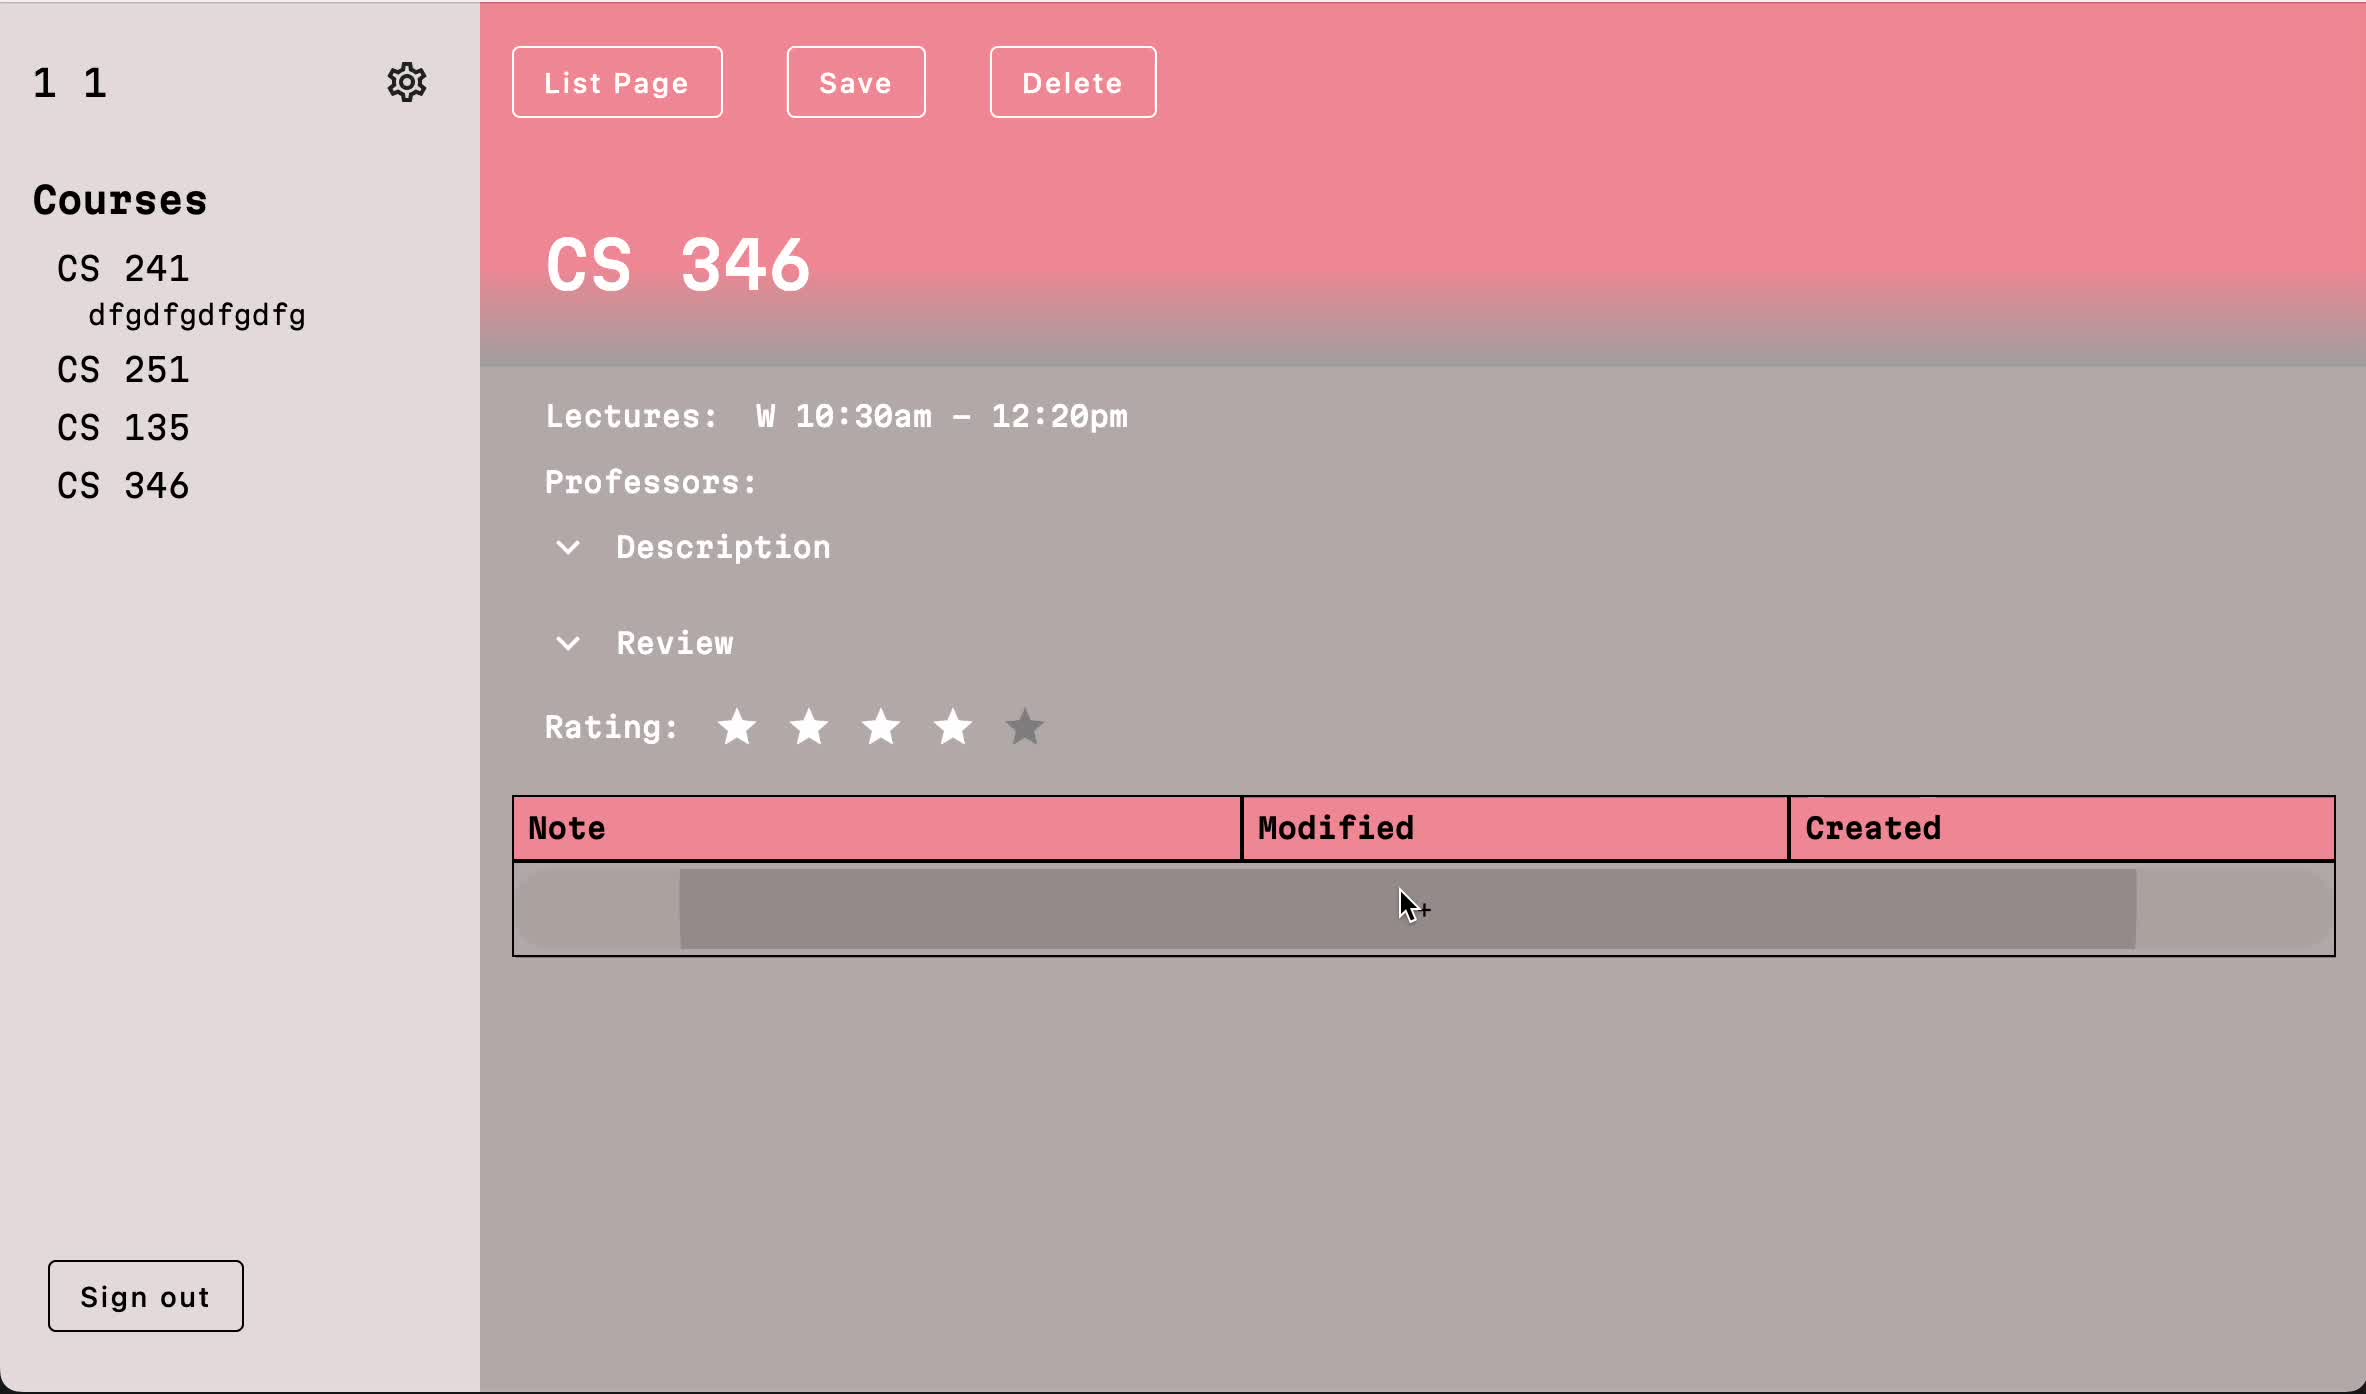 1 1
Courses
CS 241
dfgdfgdfgdfg
CS 251
CS 135
CS 346
Sign out
List Page Save Delete
CS 346
Lectures: W 10:30am - 12:20pm
Professors:
Description
Review
Rating:
Note Modified Created
+